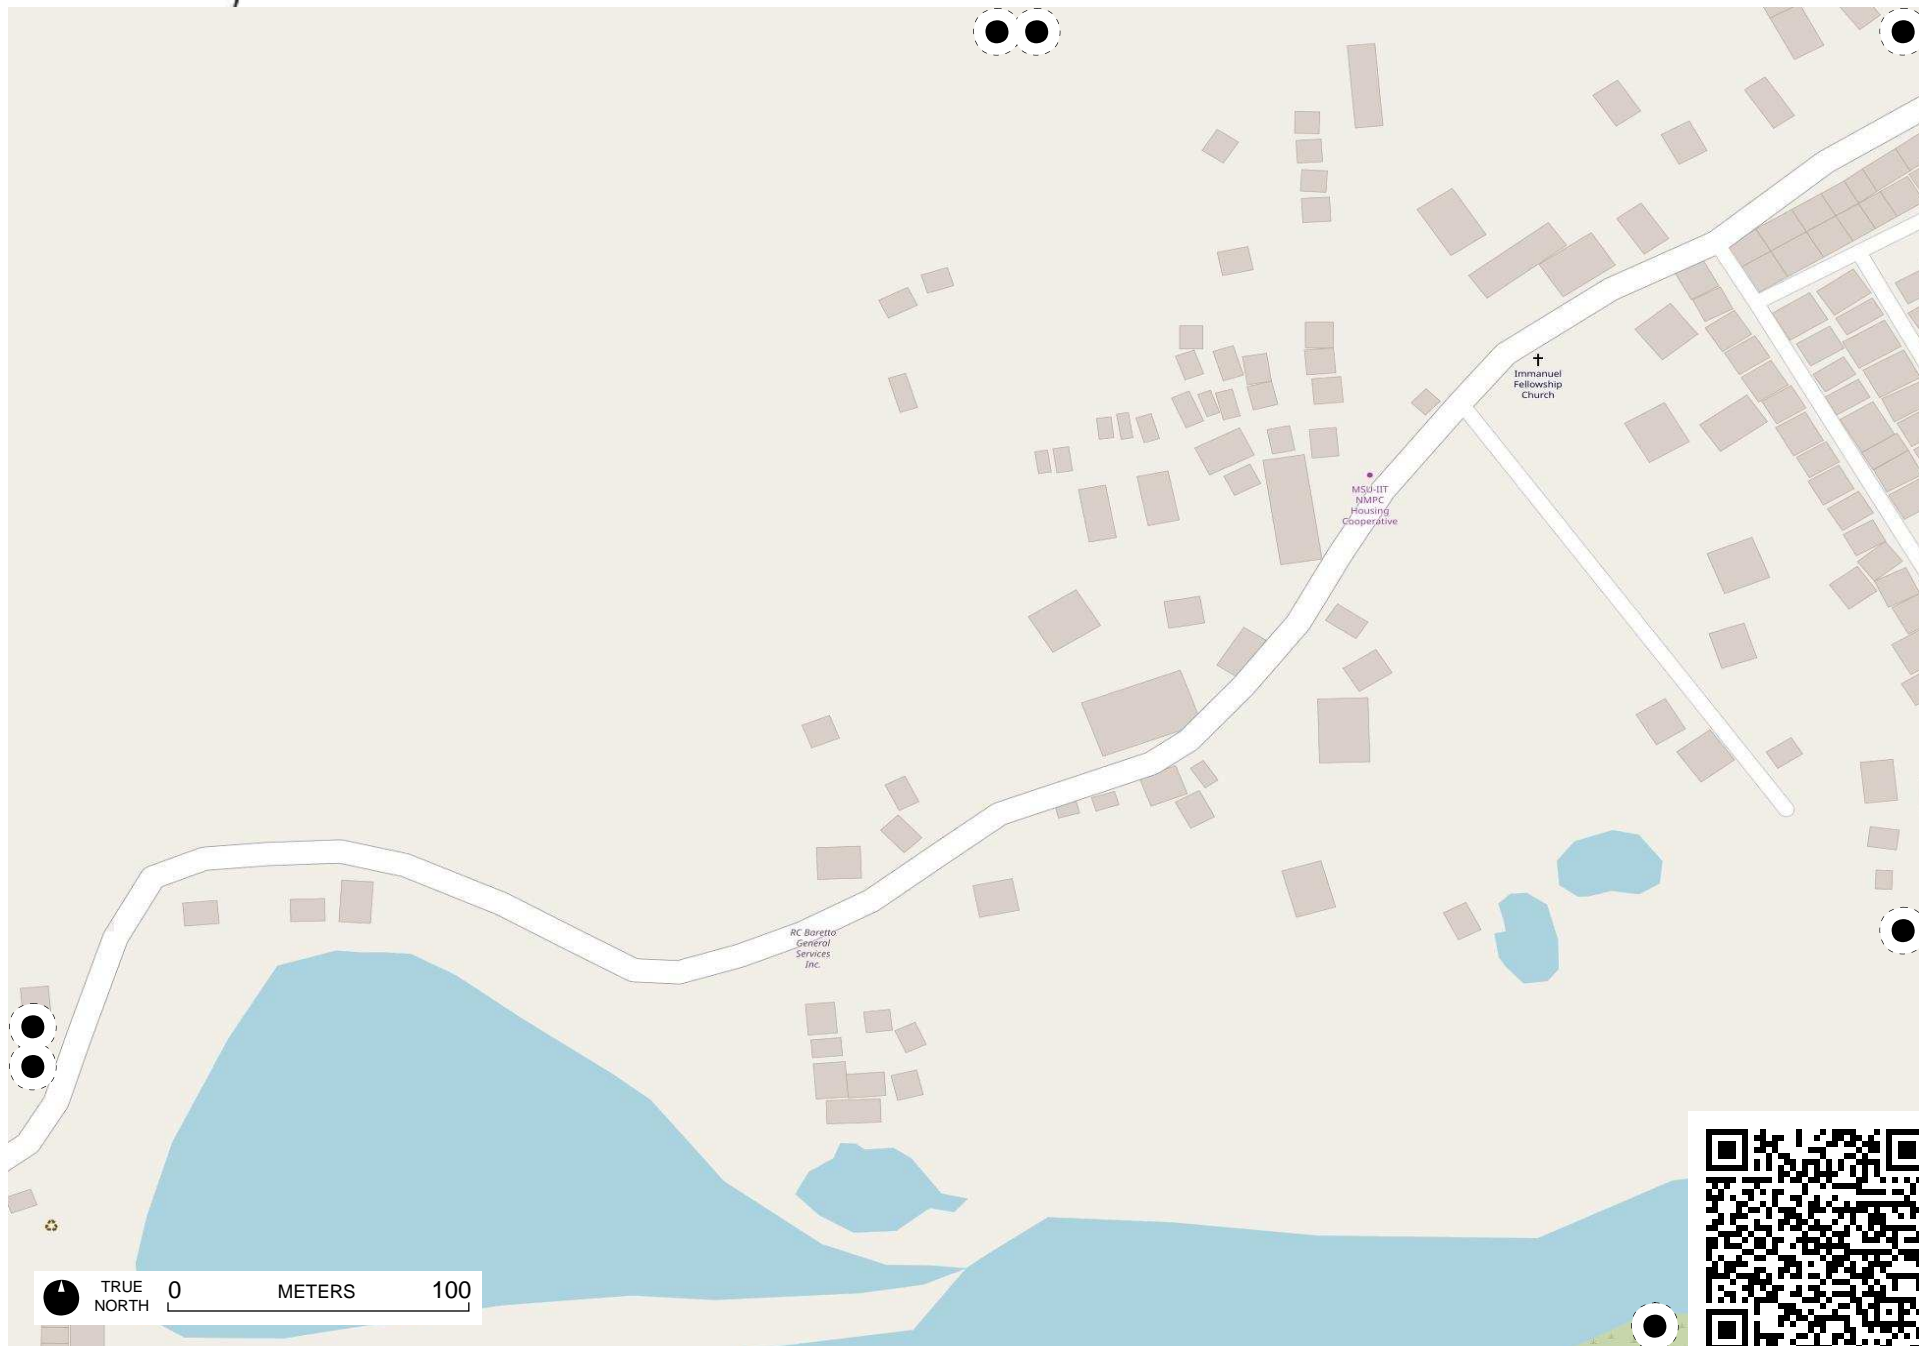 Immanuel
Fellowship
Church
MSU-IIT
NMPC
Housing
Cooperative
RC Baretto
General
Services
Inc.
TRUE
NORTH
0 METERS 100